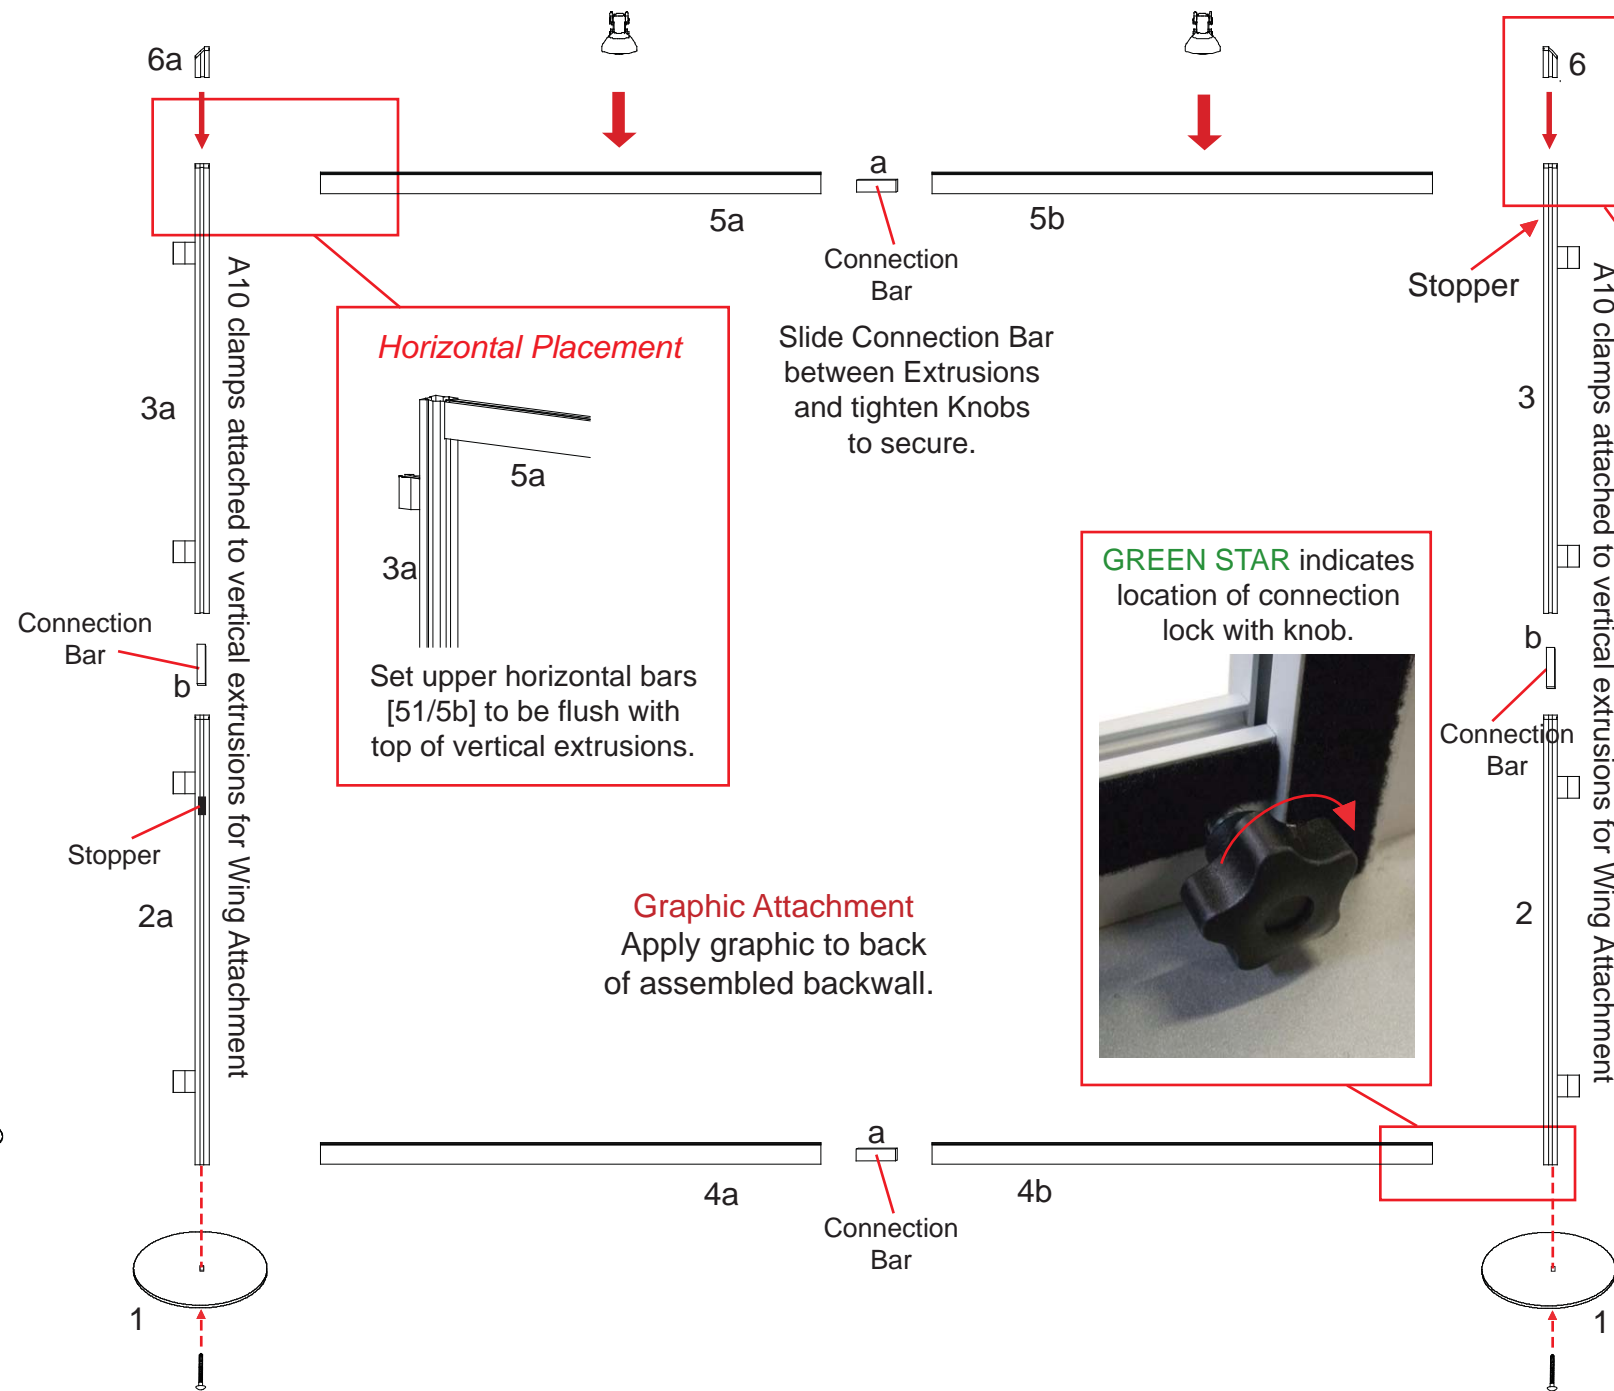 6a
6
a
5a
5b
Connection
Bar
Stopper
A10 clamps attached to vertical extrusions for Wing Attachment
A10 clamps attached to vertical extrusions for Wing Attachment
Horizontal Placement
5a
3a
Set upper horizontal bars
[51/5b] to be flush with
top of vertical extrusions.
Slide Connection Bar
between Extrusions
and tighten Knobs
to secure.
3a
3
GREEN STAR indicates
location of connection
lock with knob.
Connection
Bar
b
b
Connection
Bar
Stopper
2a
2
Graphic Attachment
Apply graphic to back
of assembled backwall.
a
4a
4b
Connection
Bar
1
1